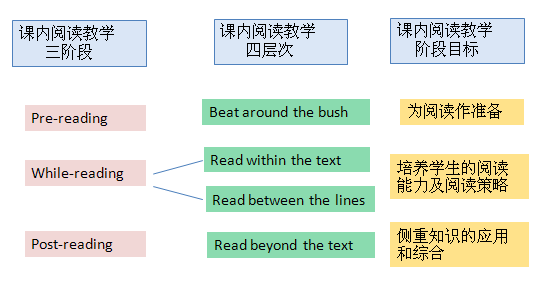 课内阅读教学
三阶段
课内阅读教学
四层次
课内阅读教学
阶段目标
Pre-reading
Beat around the bush
为阅读作准备
While-reading
Read within the text
Read between the lines
培养学生的阅读
能力及阅读策略
Post-reading
Read beyond the text
侧重知识的应用
和综合